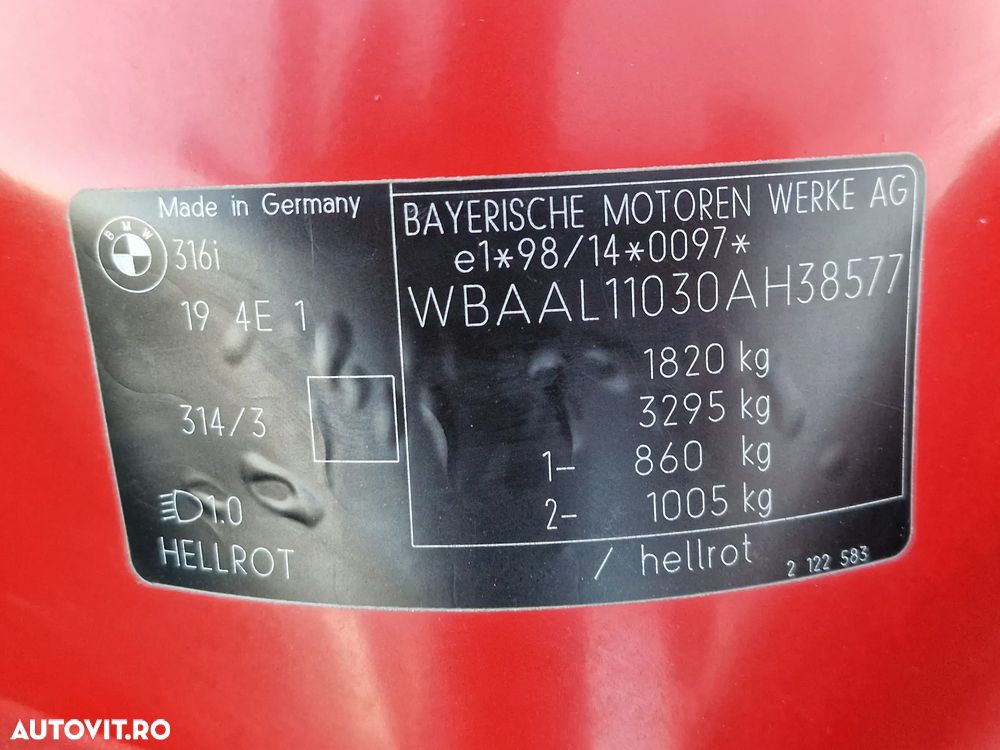 Made in Germany
BMW
316i
19 4E 1
314/3
1.0
HELLROT
BAYERISCHE MOTOREN WERKE AG
e1*98/14*0097*
WBAAL11030AH38577
1820 kg
3295 kg
1- 860 kg
2- 1005 kg
/ hellrot
2 122 583
AUTOVIT.RO